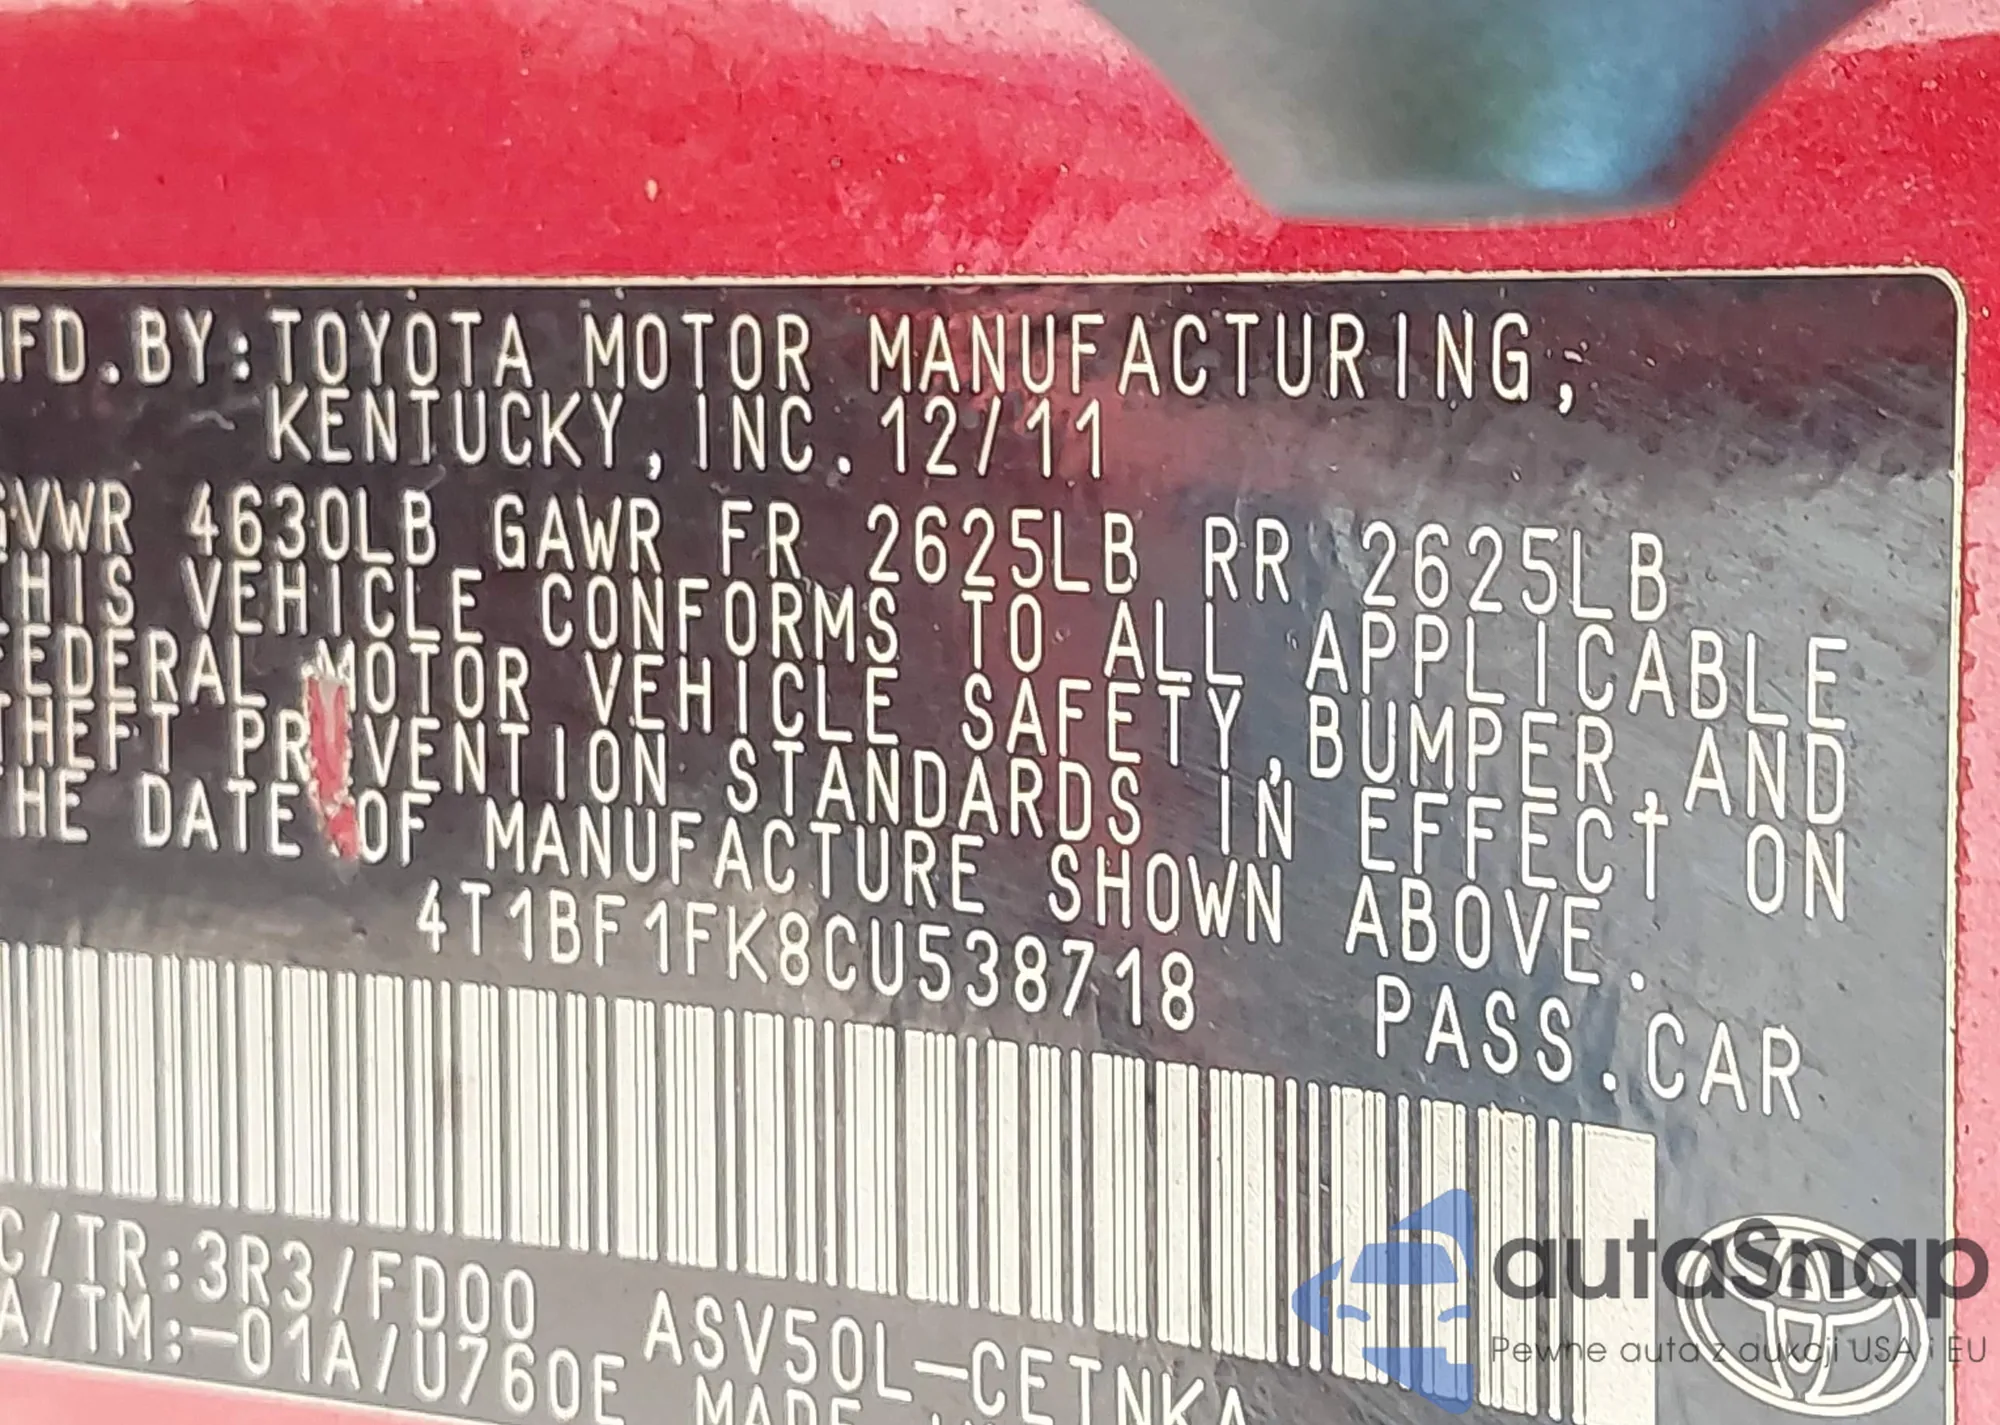 MFD.BY:TOYOTA MOTOR MANUFACTURING,
KENTUCKY, INC. 12/11
GVWR 4630LB GAWR FR 2625LB RR 2625LB
THIS VEHICLE CONFORMS TO ALL APPLICABLE
FEDERAL MOTOR VEHICLE SAFETY,BUMPER,AND
THEFT PREVENTION STANDARDS IN EFFECT ON
THE DATE OF MANUFACTURE SHOWN ABOVE.
4T1BF1FK8CU538718 PASS.CAR
C/TR:3R3/FD00 ASV50L-CETNKA
A/TM:-01A/U760E MADE
autaSnap
Pewne auta z aukcji USA i EU